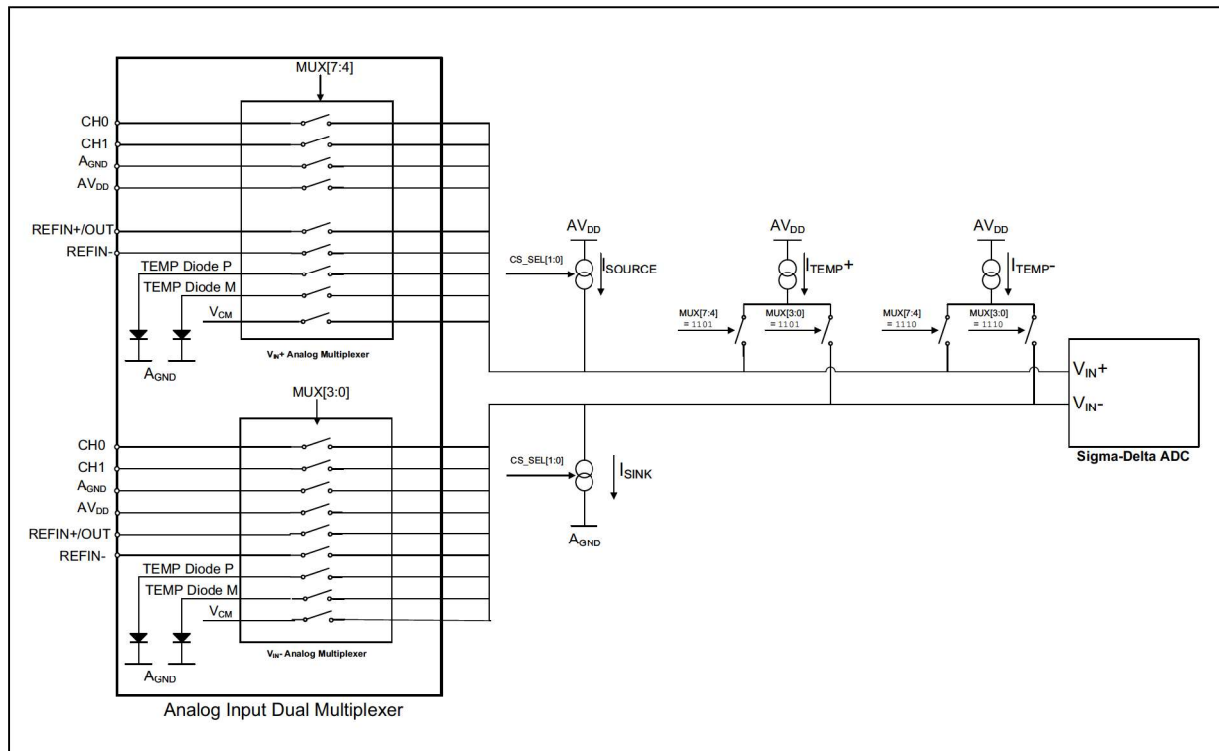 MUX[7:4]
CH0
CH1
AGND
AVDD
REFIN+/OUT
REFIN-
TEMP Diode P
TEMP Diode M
VCM
AGND
VIN+ Analog Multiplexer
MUX[3:0]
CH0
CH1
AGND
AVDD
REFIN+/OUT
REFIN-
TEMP Diode P
TEMP Diode M
VCM
AGND
VIN- Analog Multiplexer
Analog Input Dual Multiplexer
AVDD
CS_SEL[1:0]
ISOURCE
CS_SEL[1:0]
ISINK
AGND
AVDD
ITEMP+
MUX[7:4]
= 1101
MUX[3:0]
= 1101
AVDD
ITEMP-
MUX[7:4]
= 1110
MUX[3:0]
= 1110
VIN+
VIN-
Sigma-Delta ADC